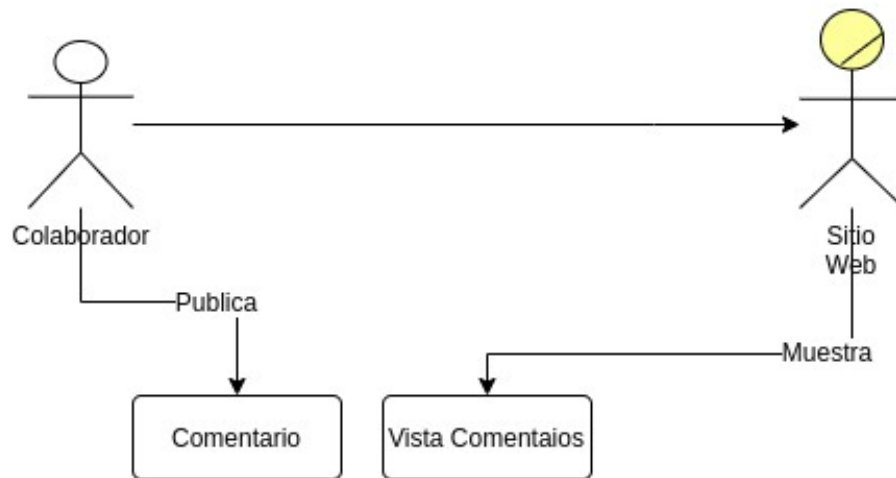 Colaborador
Sitio
Web
Publica
Muestra
Comentario
Vista Comentaios